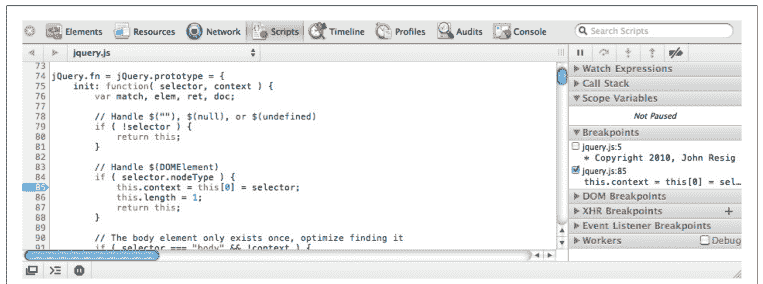 Elements Resources Network Scripts Timeline Profiles Audits Console Search Scripts
jquery.js
73
74 jQuery.fn = jQuery.prototype = {
75 init: function( selector, context ) {
76 var match, elem, ret, doc;
77
78 // Handle $(""), $(null), or $(undefined)
79 if ( !selector ) {
80 return this;
81 }
82
83 // Handle $(DOMElement)
84 if ( selector.nodeType ) {
85 this.context = this[0] = selector;
86 this.length = 1;
87 return this;
88 }
89
90 // The body element only exists once, optimize finding it
91 if ( selector === "body" && !context ) {
Watch Expressions
Call Stack
Scope Variables
Not Paused
Breakpoints
jquery.js:5
* Copyright 2010, John Resig
jquery.js:85
this.context = this[0] = sel…
DOM Breakpoints
XHR Breakpoints +
Event Listener Breakpoints
Workers Debug